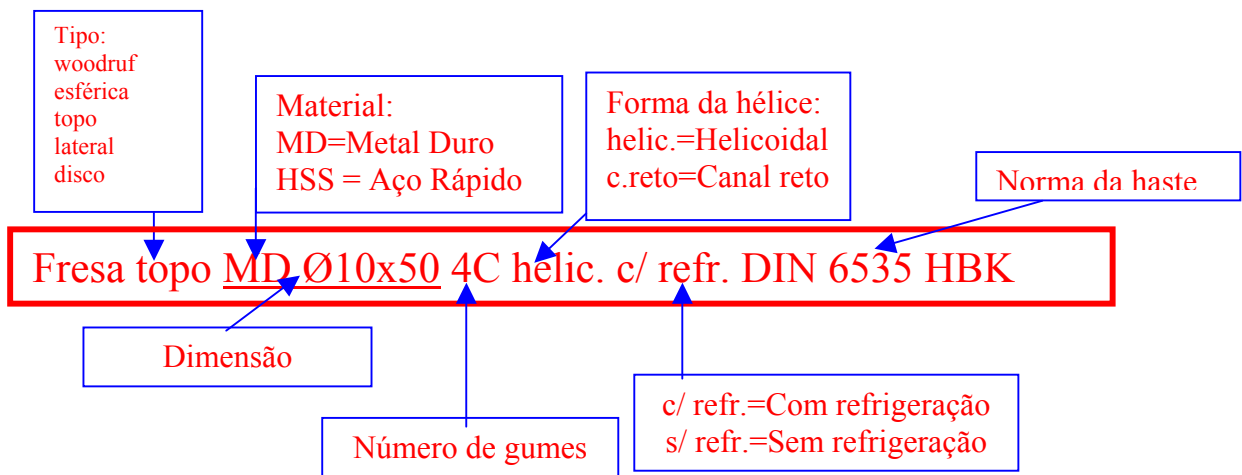 Tipo:
woodruf
esférica
topo
lateral
disco
Material:
MD=Metal Duro
HSS = Aço Rápido
Forma da hélice:
helic.=Helicoidal
c.reto=Canal reto
Norma da haste
Fresa topo MD Ø10x50 4C helic. c/ refr. DIN 6535 HBK
Dimensão
Número de gumes
c/ refr.=Com refrigeração
s/ refr.=Sem refrigeração